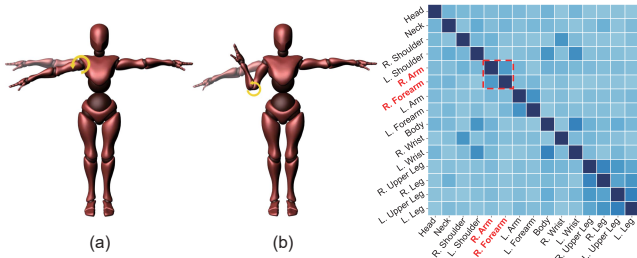 Head
Neck
R. Shoulder
L. Shoulder
R. Arm
R. Forearm
L. Arm
L. Forearm
Body
R. Wrist
L. Wrist
R. Upper Leg
R. Leg
L. Upper Leg
L. Leg
Head
Neck
R. Shoulder
L. Shoulder
R. Arm
R. Forearm
L. Arm
L. Forearm
Body
R. Wrist
L. Wrist
R. Upper Leg
R. Leg
L. Upper Leg
L. Leg
(a)
(b)